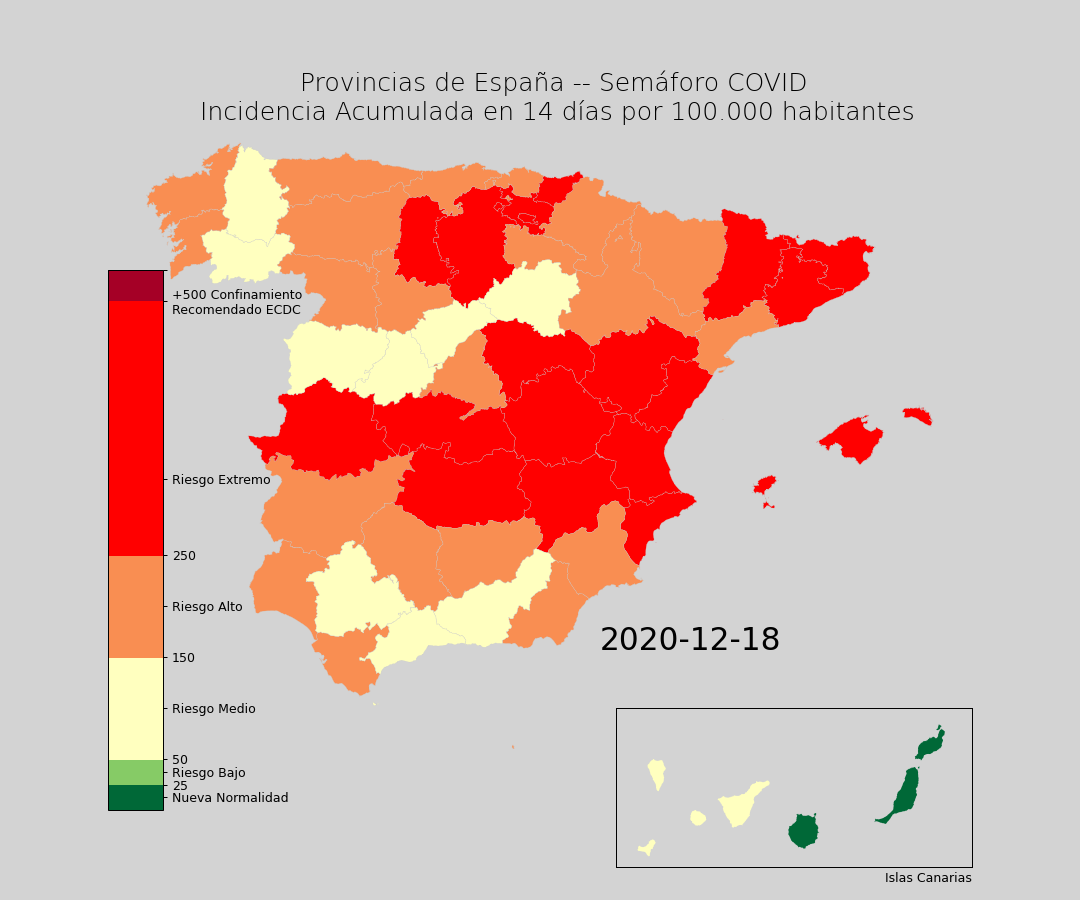 Provincias de España -- Semáforo COVID
Incidencia Acumulada en 14 días por 100.000 habitantes
+500 Confinamiento
Recomendado ECDC
Riesgo Extremo
250
Riesgo Alto
150
Riesgo Medio
50
Riesgo Bajo
25
Nueva Normalidad
2020-12-18
Islas Canarias